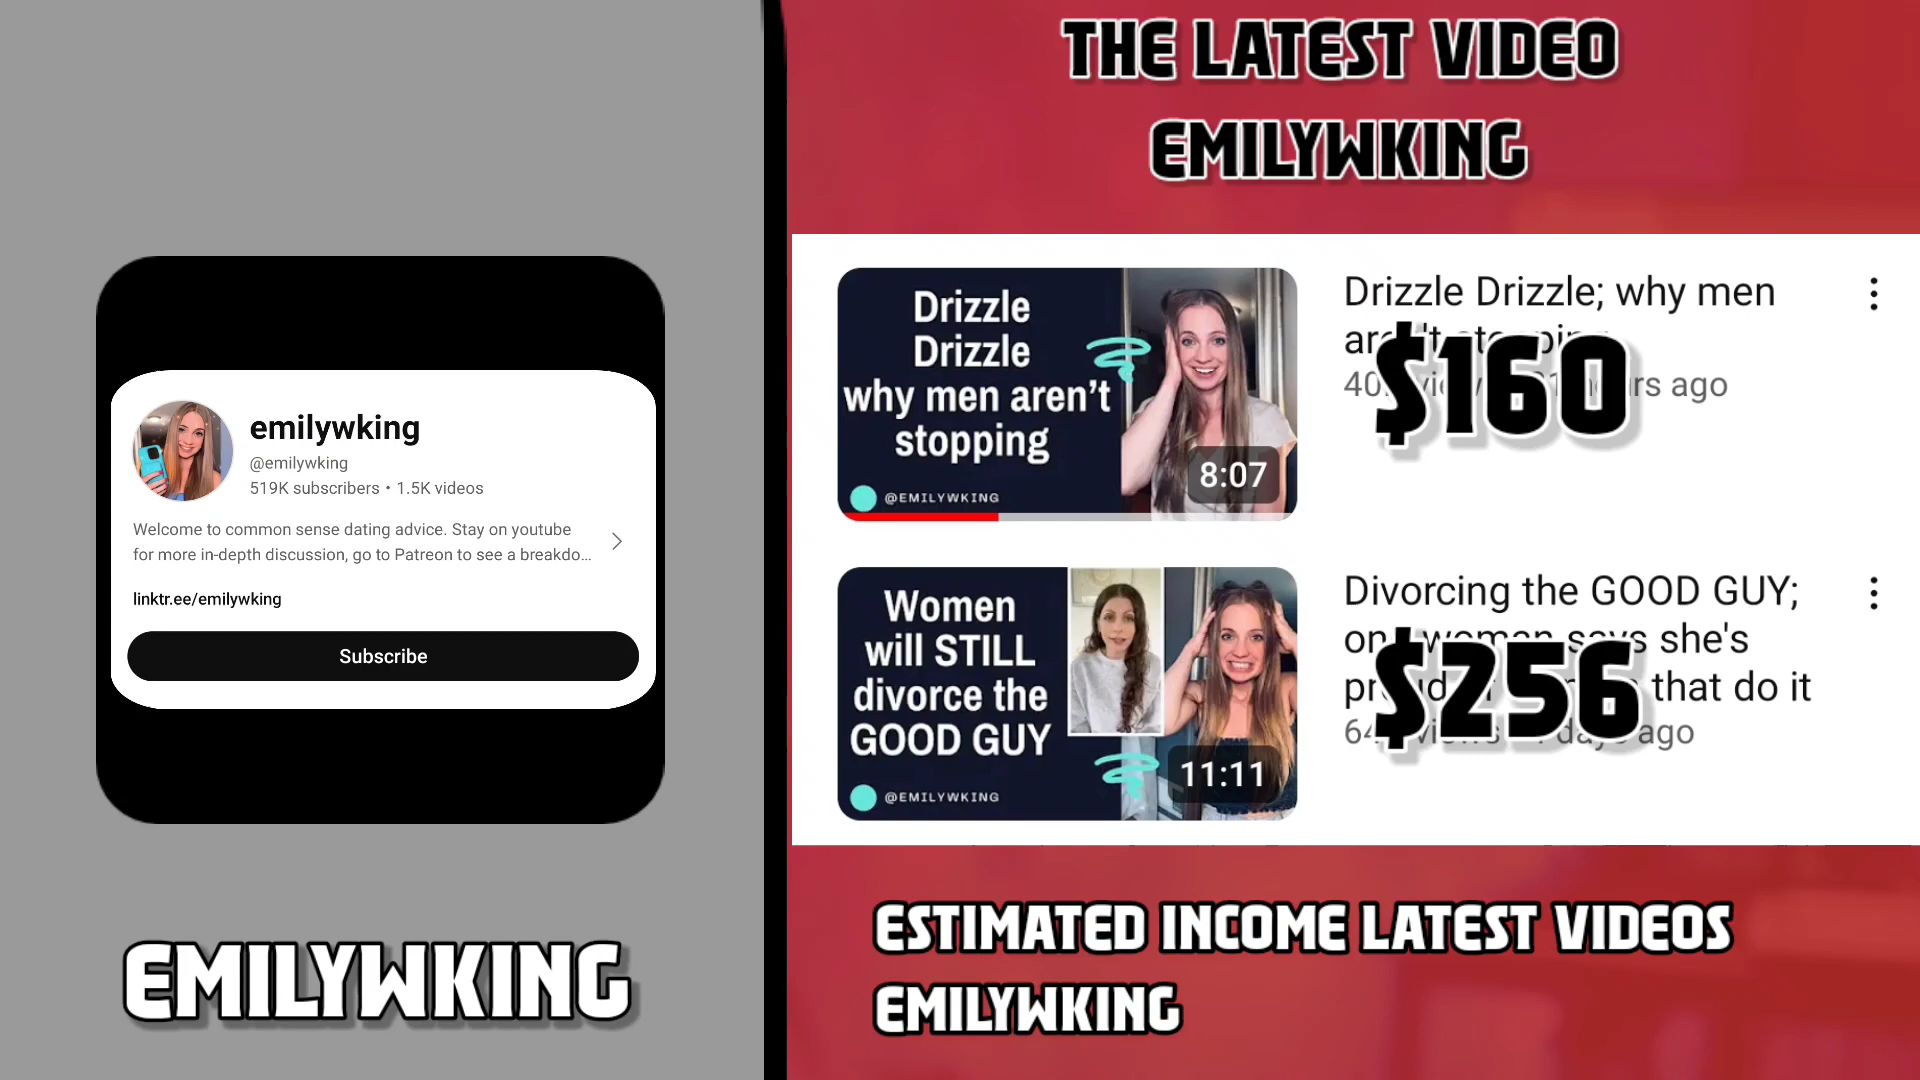 emilywking
@emilywking
519K subscribers • 1.5K videos
Welcome to common sense dating advice. Stay on youtube
for more in-depth discussion, go to Patreon to see a breakdo...
linktr.ee/emilywking
Subscribe
EMILYWKING
THE LATEST VIDEO
EMILYWKING
Drizzle
Drizzle
why men aren't
stopping
@EMILYWKING
8:07
Drizzle Drizzle; why men
$160
ago
Women
will STILL
divorce the
GOOD GUY
@EMILYWKING
11:11
Divorcing the GOOD GUY;
says she's
$256
that do it
ago
ESTIMATED INCOME LATEST VIDEOS
EMILYWKING